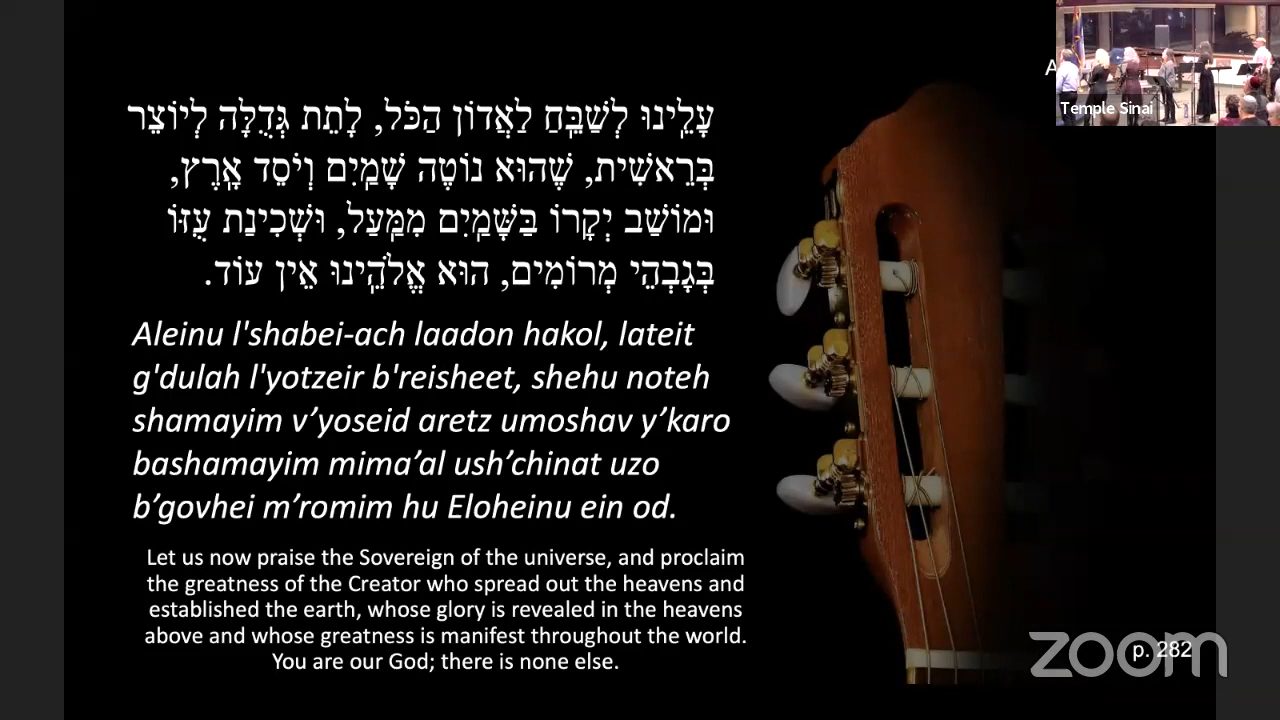 עָלֵֽינוּ לְשַׁבֵּֽחַ לַאֲדוֹן הַכֹּל, לָתֵת גְּדֻלָּה לְיוֹצֵר
בְּרֵאשִׁית, שֶׁהוּא נוֹטֶה שָׁמַֽיִם וְיֹסֵד אָֽרֶץ,
וּמוֹשַׁב יְקָרוֹ בַּשָּׁמַֽיִם מִמַּֽעַל, וּשְׁכִינַת עֻזּוֹ
בְּגָבְהֵי מְרוֹמִים, הוּא אֱלֹהֵֽינוּ אֵין עוֹד.
Aleinu l'shabei-ach laadon hakol, lateit
g'dulah l'yotzeir b'reisheet, shehu noteh
shamayim v’yoseid aretz umoshav y’karo
bashamayim mima’al ush’chinat uzo
b’govhei m’romim hu Eloheinu ein od.
Let us now praise the Sovereign of the universe, and proclaim
the greatness of the Creator who spread out the heavens and
established the earth, whose glory is revealed in the heavens
above and whose greatness is manifest throughout the world.
You are our God; there is none else.
Temple Sinai
p. 282
zoom